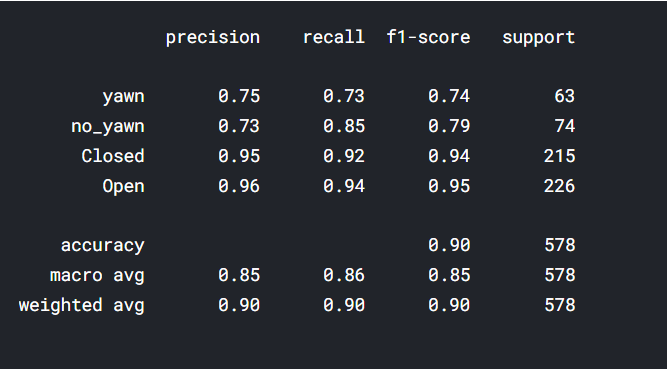 precision recall f1-score support
yawn 0.75 0.73 0.74 63
no_yawn 0.73 0.85 0.79 74
Closed 0.95 0.92 0.94 215
Open 0.96 0.94 0.95 226
accuracy 0.90 578
macro avg 0.85 0.86 0.85 578
weighted avg 0.90 0.90 0.90 578